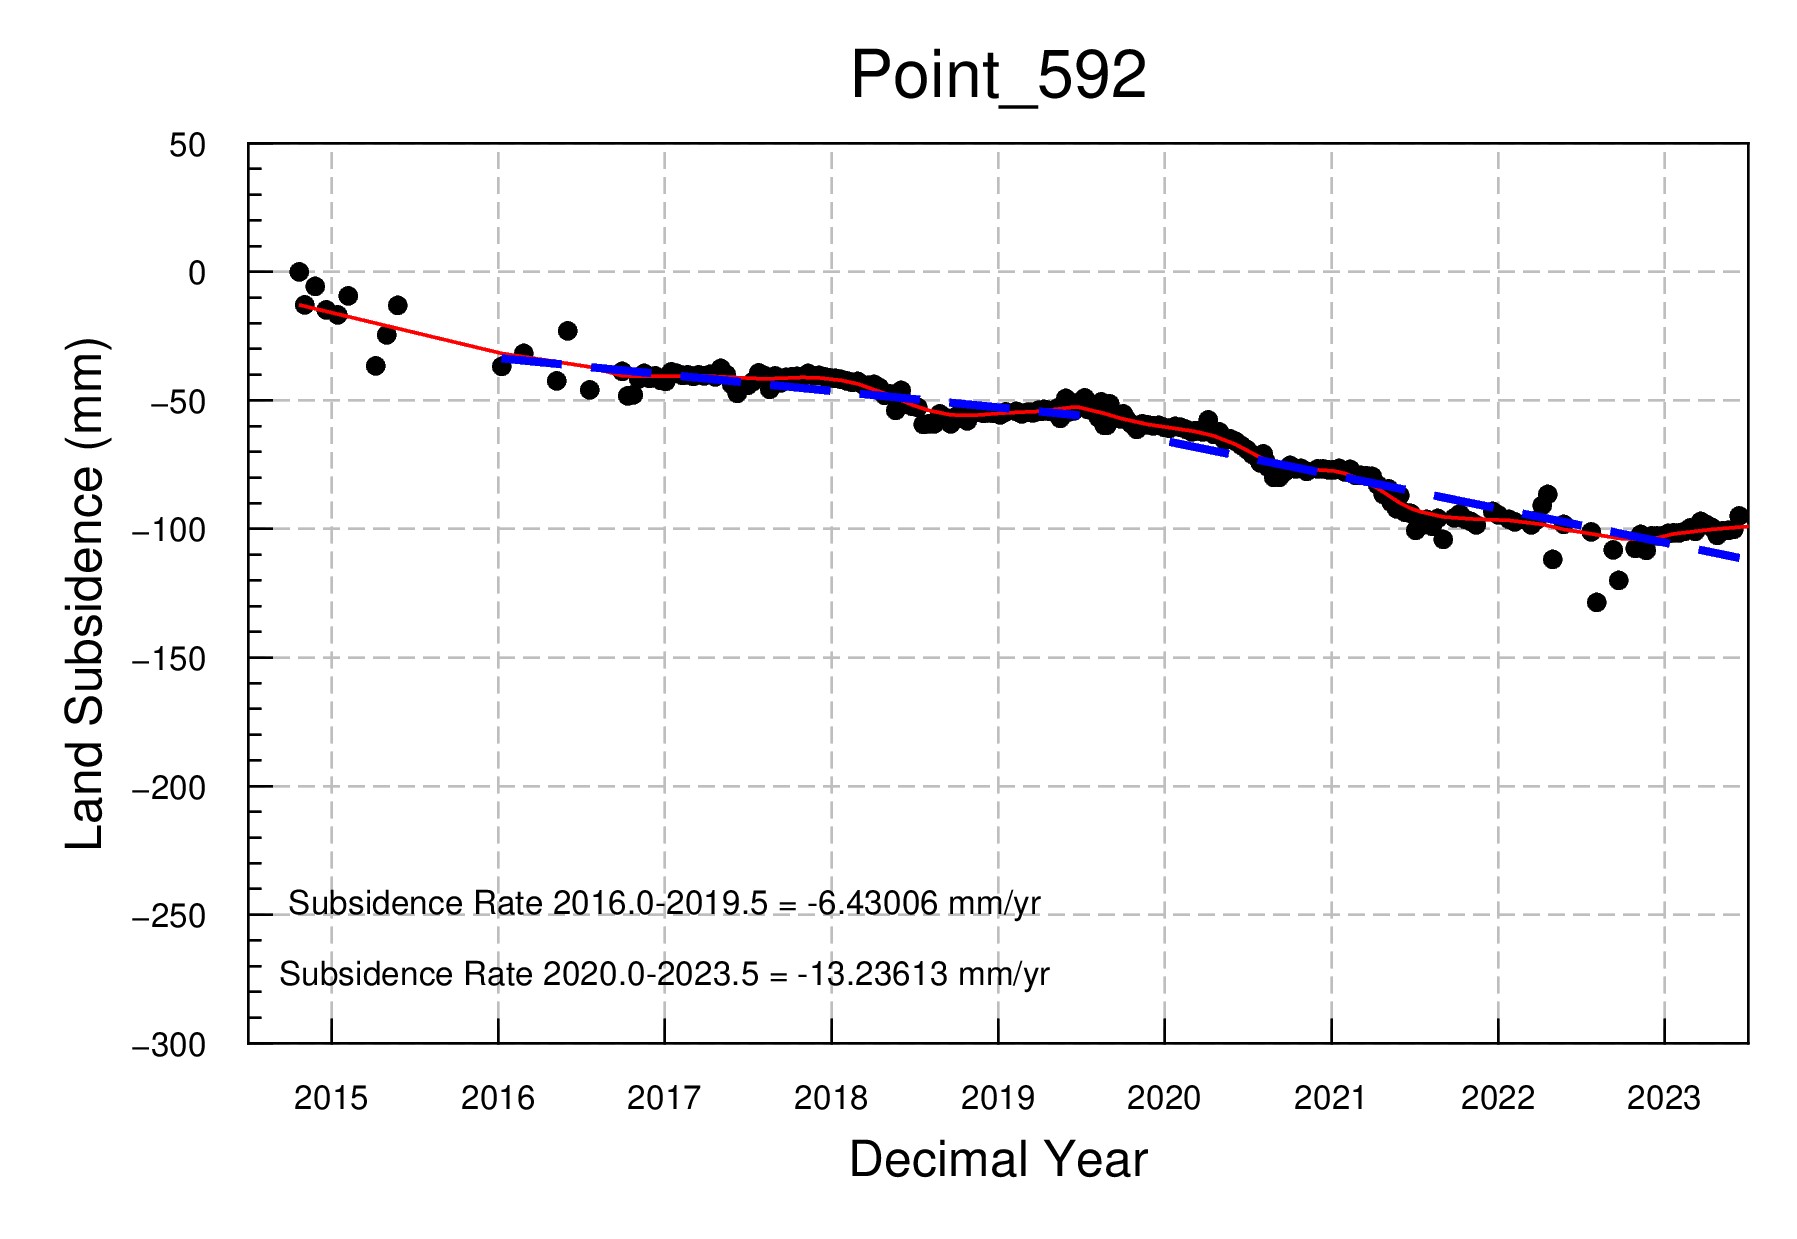 Point_592
50
0
−50
−100
−150
−200
−250
−300
Land Subsidence (mm)
Subsidence Rate 2016.0-2019.5 = -6.43006 mm/yr
Subsidence Rate 2020.0-2023.5 = -13.23613 mm/yr
2015 2016 2017 2018 2019 2020 2021 2022 2023
Decimal Year